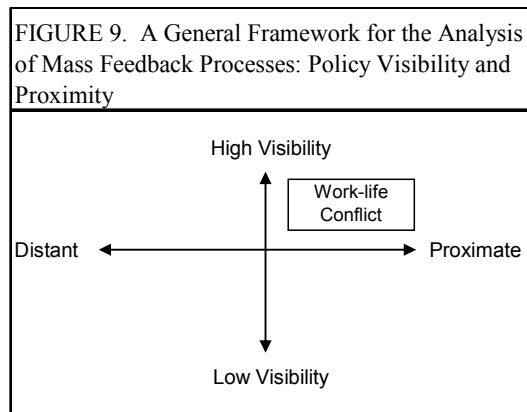 FIGURE 9. A General Framework for the Analysis
of Mass Feedback Processes: Policy Visibility and
Proximity
High Visibility
Work-life
Conflict
Distant
Proximate
Low Visibility